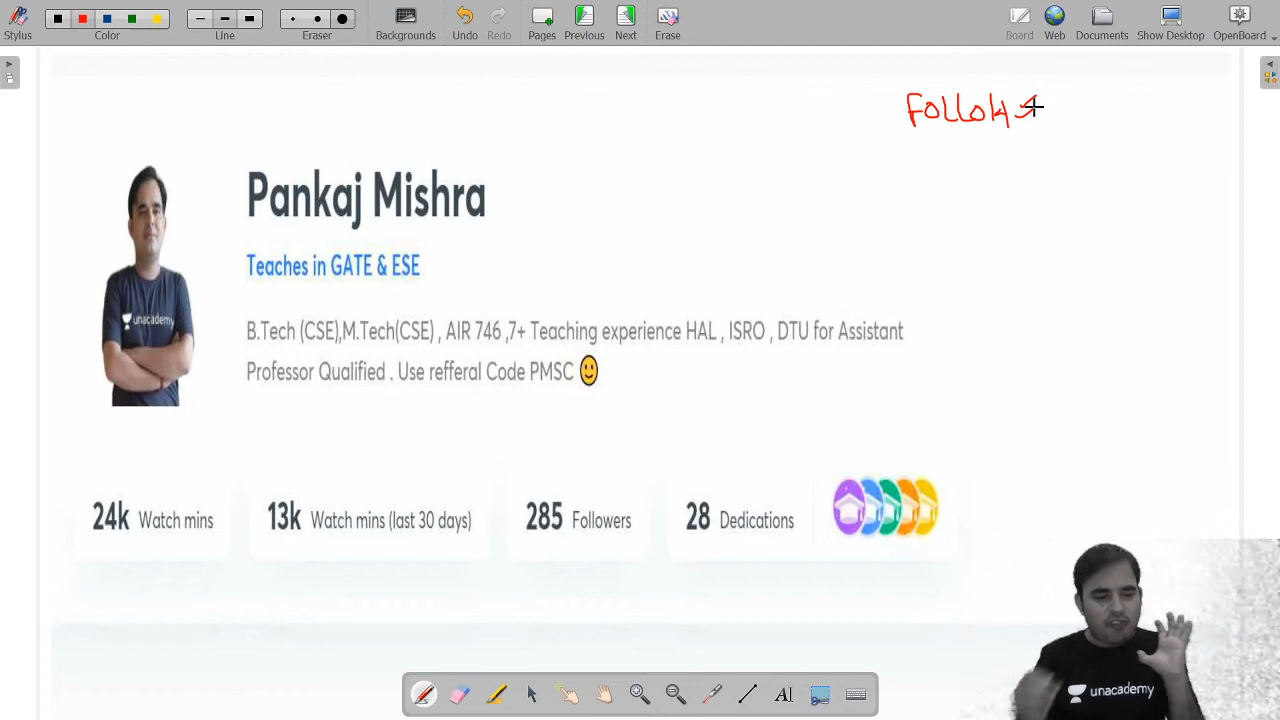 Stylus
Color
Line
Eraser
Backgrounds
Undo
Redo
Pages
Previous
Next
Erase
Board
Web
Documents
Show Desktop
OpenBoard
Pankaj Mishra
Teaches in GATE & ESE
unacademy
B.Tech (CSE),M.Tech(CSE) , AIR 746 ,7+ Teaching experience HAL , ISRO , DTU for Assistant
Professor Qualified . Use refferal Code PMSC 🙂
24k Watch mins
13k Watch mins (last 30 days)
285 Followers
28 Dedications
unacademy
AI